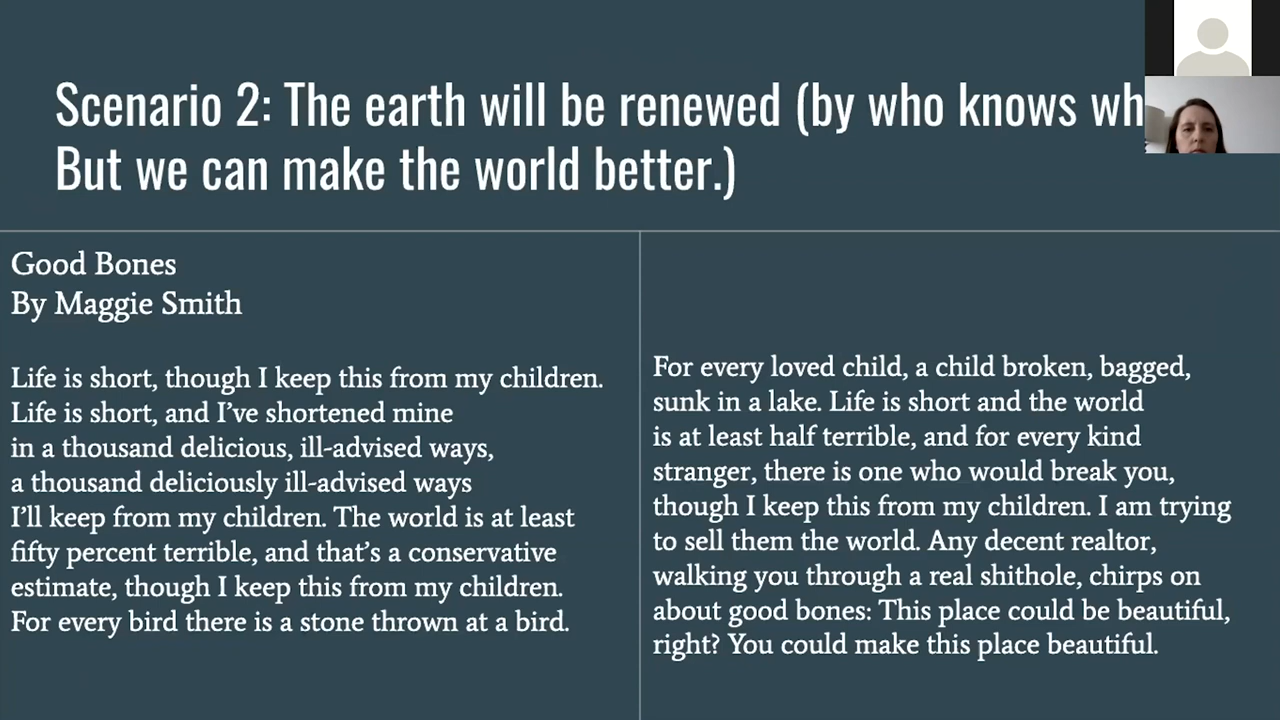 Scenario 2: The earth will be renewed (by who knows
But we can make the world better.)
Good Bones
By Maggie Smith
Life is short, though I keep this from my children.
Life is short, and I’ve shortened mine
in a thousand delicious, ill-advised ways,
a thousand deliciously ill-advised ways
I’ll keep from my children. The world is at least
fifty percent terrible, and that’s a conservative
estimate, though I keep this from my children.
For every bird there is a stone thrown at a bird.
For every loved child, a child broken, bagged,
sunk in a lake. Life is short and the world
is at least half terrible, and for every kind
stranger, there is one who would break you,
though I keep this from my children. I am trying
to sell them the world. Any decent realtor,
walking you through a real shithole, chirps on
about good bones: This place could be beautiful,
right? You could make this place beautiful.